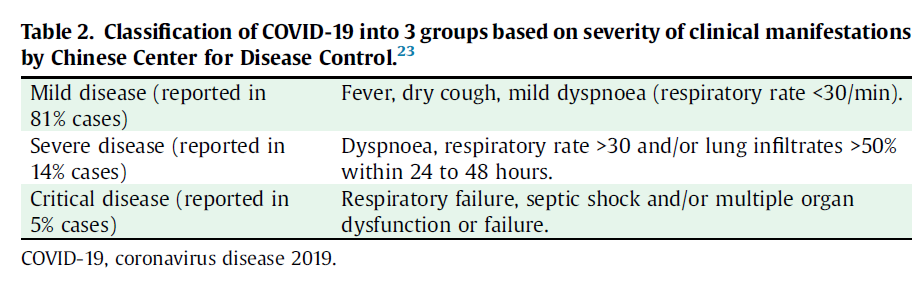 Table 2. Classification of COVID-19 into 3 groups based on severity of clinical manifestations
by Chinese Center for Disease Control.23
Mild disease (reported in
81% cases)
Fever, dry cough, mild dyspnoea (respiratory rate <30/min).
Severe disease (reported in
14% cases)
Dyspnoea, respiratory rate >30 and/or lung infiltrates >50%
within 24 to 48 hours.
Critical disease (reported in
5% cases)
Respiratory failure, septic shock and/or multiple organ
dysfunction or failure.
COVID-19, coronavirus disease 2019.